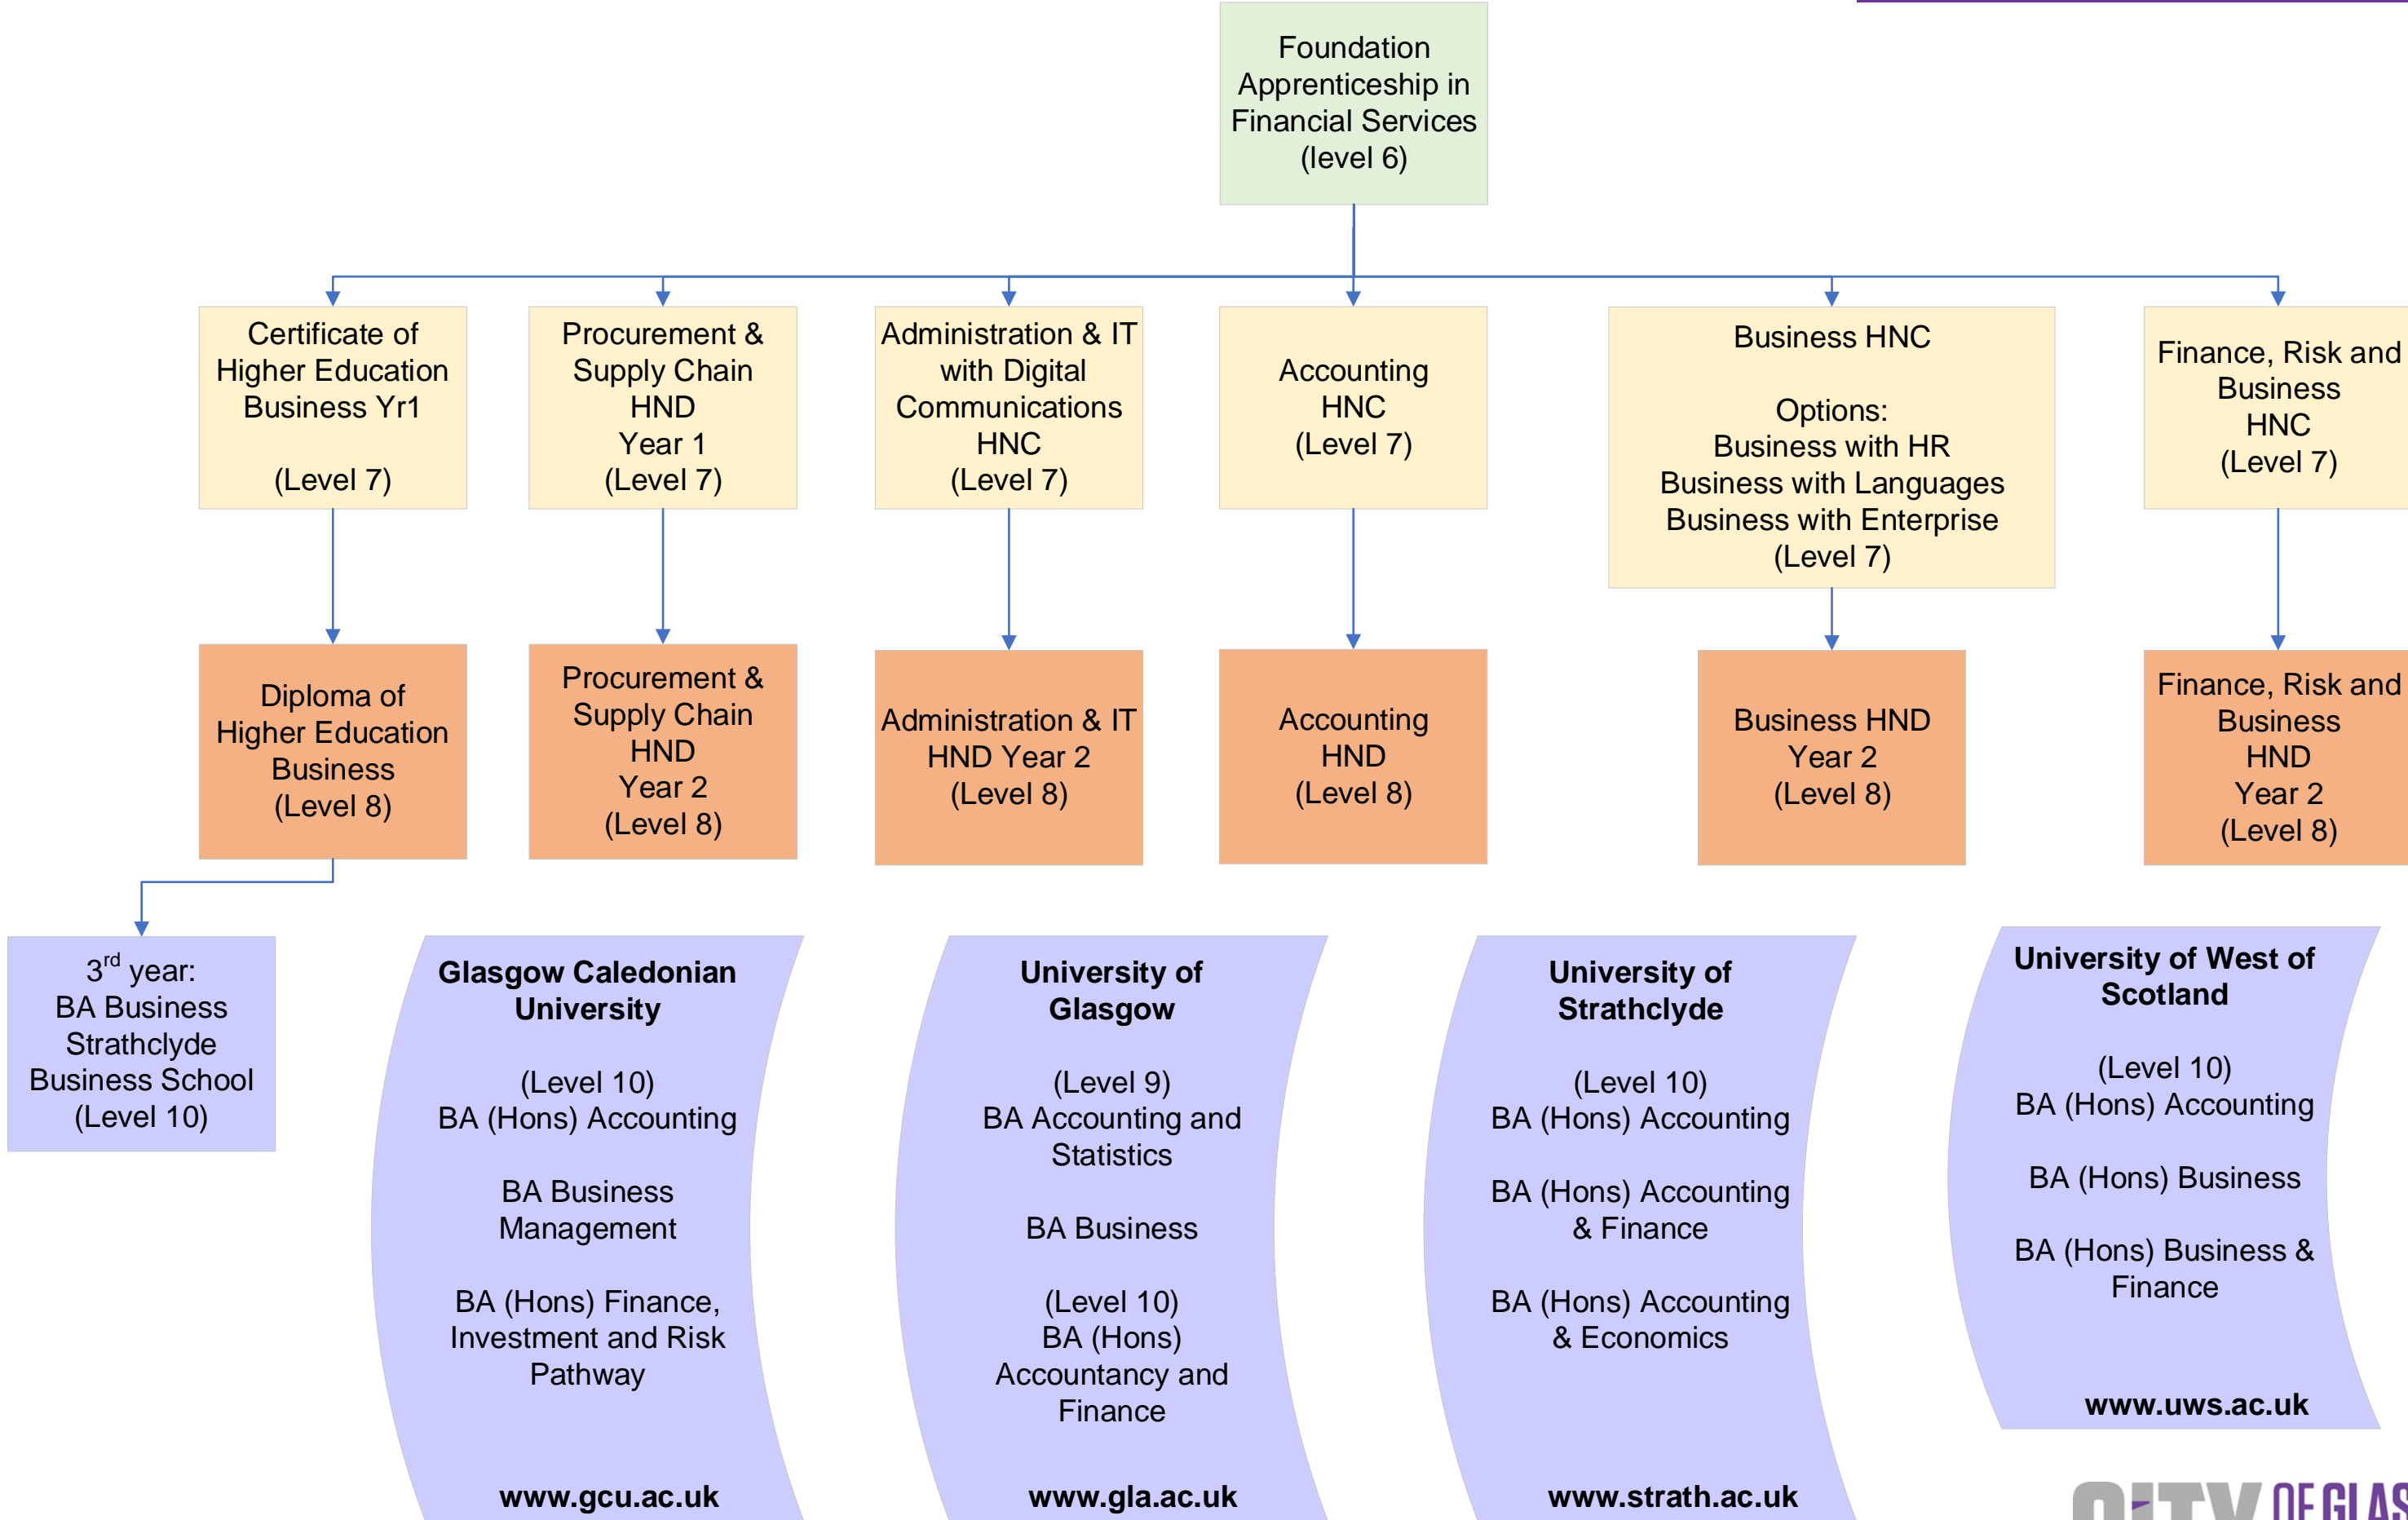 Foundation
Apprenticeship in
Financial Services
(level 6)
Certificate of
Higher Education
Business Yr1
(Level 7)
Procurement &
Supply Chain
HND
Year 1
(Level 7)
Administration & IT
with Digital
Communications
HNC
(Level 7)
Accounting
HNC
(Level 7)
Business HNC
Options:
Business with HR
Business with Languages
Business with Enterprise
(Level 7)
Finance, Risk and
Business
HNC
(Level 7)
Diploma of
Higher Education
Business
(Level 8)
Procurement &
Supply Chain
HND
Year 2
(Level 8)
Administration & IT
HND Year 2
(Level 8)
Accounting
HND
(Level 8)
Business HND
Year 2
(Level 8)
Finance, Risk and
Business
HND
Year 2
(Level 8)
3rd year:
BA Business
Strathclyde
Business School
(Level 10)
Glasgow Caledonian
University
(Level 10)
BA (Hons) Accounting
BA Business
Management
BA (Hons) Finance,
Investment and Risk
Pathway
www.gcu.ac.uk
University of
Glasgow
(Level 9)
BA Accounting and
Statistics
BA Business
(Level 10)
BA (Hons)
Accountancy and
Finance
www.gla.ac.uk
University of
Strathclyde
(Level 10)
BA (Hons) Accounting
BA (Hons) Accounting
& Finance
BA (Hons) Accounting
& Economics
www.strath.ac.uk
University of West of
Scotland
(Level 10)
BA (Hons) Accounting
BA (Hons) Business
BA (Hons) Business &
Finance
www.uws.ac.uk
CITY OF GLAS